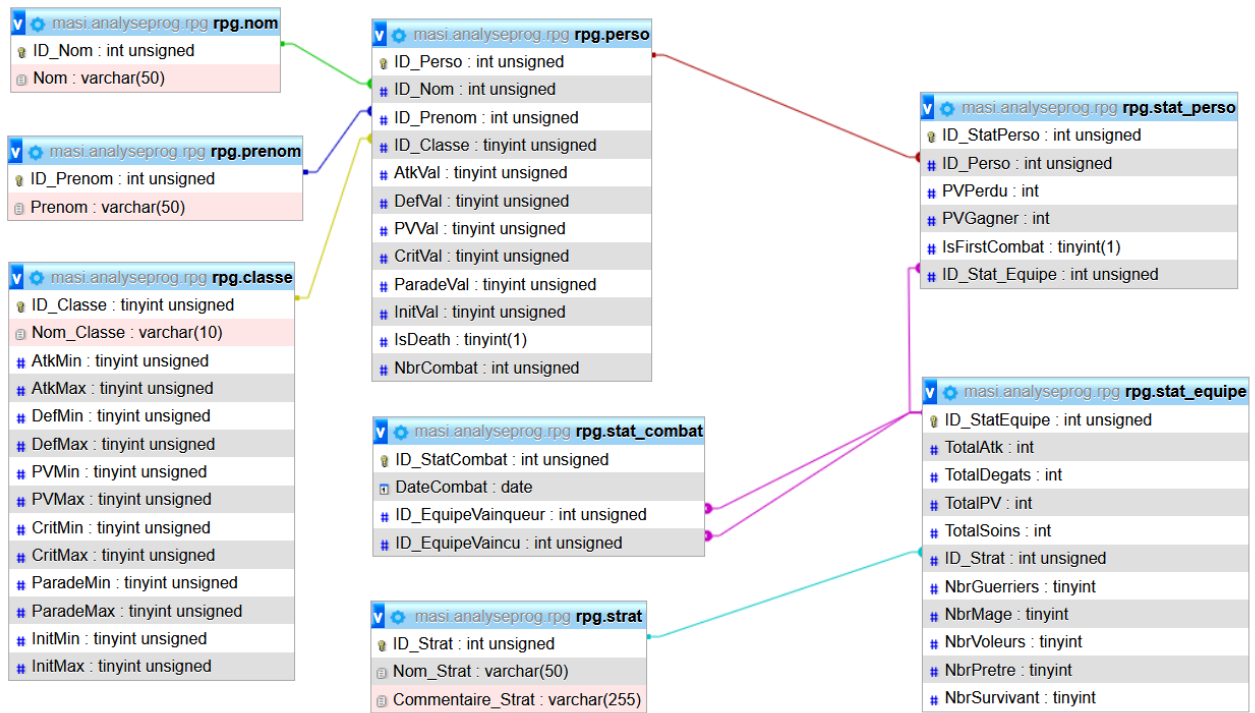 masi.analyseprog.rpg rpg.nom
ID_Nom : int unsigned
Nom : varchar(50)
masi.analyseprog.rpg rpg.prenom
ID_Prenom : int unsigned
Prenom : varchar(50)
masi.analyseprog.rpg rpg.classe
ID_Classe : tinyint unsigned
Nom_Classe : varchar(10)
AtkMin : tinyint unsigned
AtkMax : tinyint unsigned
DefMin : tinyint unsigned
DefMax : tinyint unsigned
PVMin : tinyint unsigned
PVMax : tinyint unsigned
CritMin : tinyint unsigned
CritMax : tinyint unsigned
ParadeMin : tinyint unsigned
ParadeMax : tinyint unsigned
InitMin : tinyint unsigned
InitMax : tinyint unsigned
masi.analyseprog.rpg rpg.perso
ID_Perso : int unsigned
ID_Nom : int unsigned
ID_Prenom : int unsigned
ID_Classe : tinyint unsigned
AtkVal : tinyint unsigned
DefVal : tinyint unsigned
PVVal : tinyint unsigned
CritVal : tinyint unsigned
ParadeVal : tinyint unsigned
InitVal : tinyint unsigned
IsDeath : tinyint(1)
NbrCombat : int unsigned
masi.analyseprog.rpg rpg.stat_combat
ID_StatCombat : int unsigned
DateCombat : date
ID_EquipeVainqueur : int unsigned
ID_EquipeVaincu : int unsigned
masi.analyseprog.rpg rpg.strat
ID_Strat : int unsigned
Nom_Strat : varchar(50)
Commentaire_Strat : varchar(255)
masi.analyseprog.rpg rpg.stat_perso
ID_StatPerso : int unsigned
ID_Perso : int unsigned
PVPerdu : int
PVGagner : int
IsFirstCombat : tinyint(1)
ID_Stat_Equipe : int unsigned
masi.analyseprog.rpg rpg.stat_equipe
ID_StatEquipe : int unsigned
TotalAtk : int
TotalDegats : int
TotalPV : int
TotalSoins : int
ID_Strat : int unsigned
NbrGuerriers : tinyint
NbrMage : tinyint
NbrVoleurs : tinyint
NbrPretre : tinyint
NbrSurvivant : tinyint